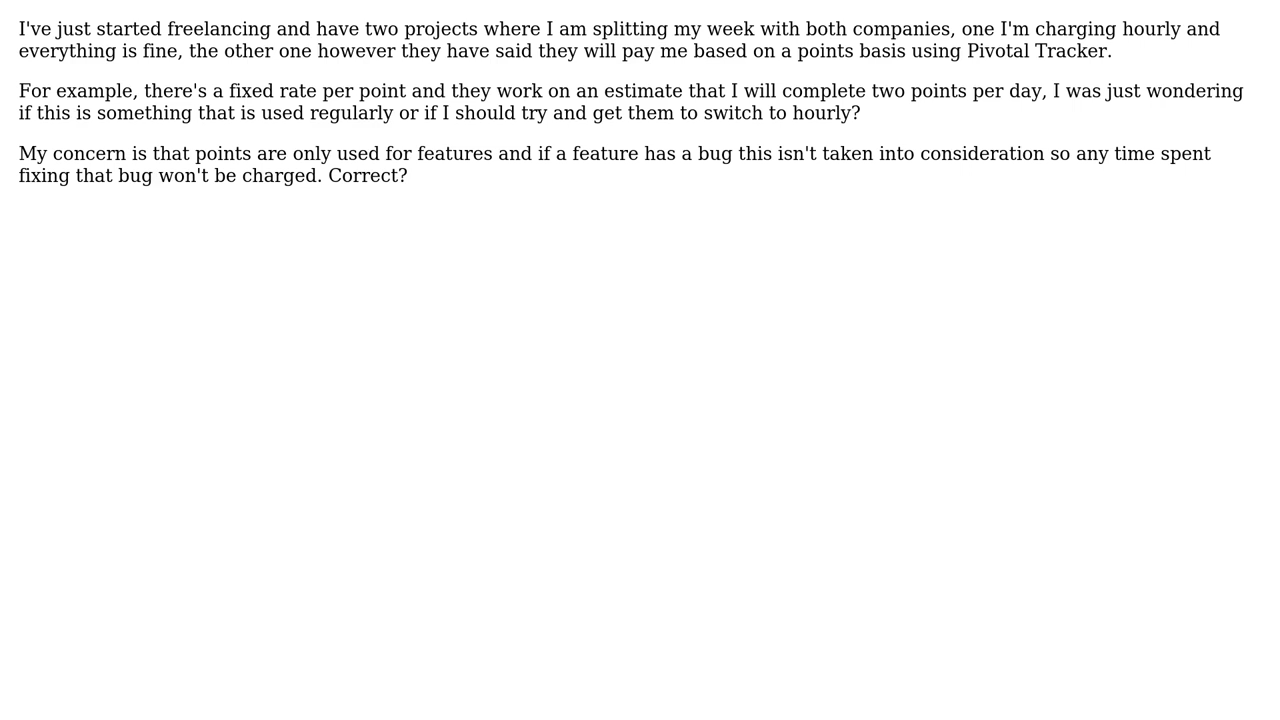 I've just started freelancing and have two projects where I am splitting my week with both companies, one I'm charging hourly and
everything is fine, the other one however they have said they will pay me based on a points basis using Pivotal Tracker.
For example, there's a fixed rate per point and they work on an estimate that I will complete two points per day, I was just wondering
if this is something that is used regularly or if I should try and get them to switch to hourly?
My concern is that points are only used for features and if a feature has a bug this isn't taken into consideration so any time spent
fixing that bug won't be charged. Correct?